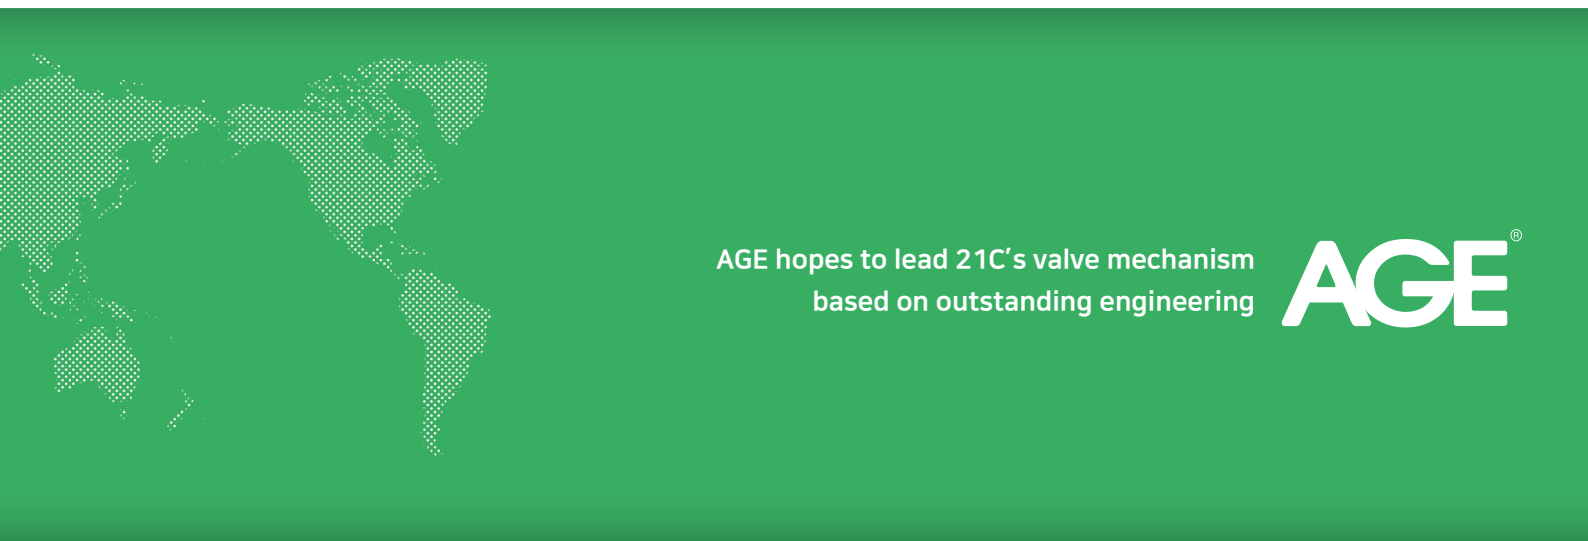 AGE hopes to lead 21C's valve mechanism
based on outstanding engineering
AGE®